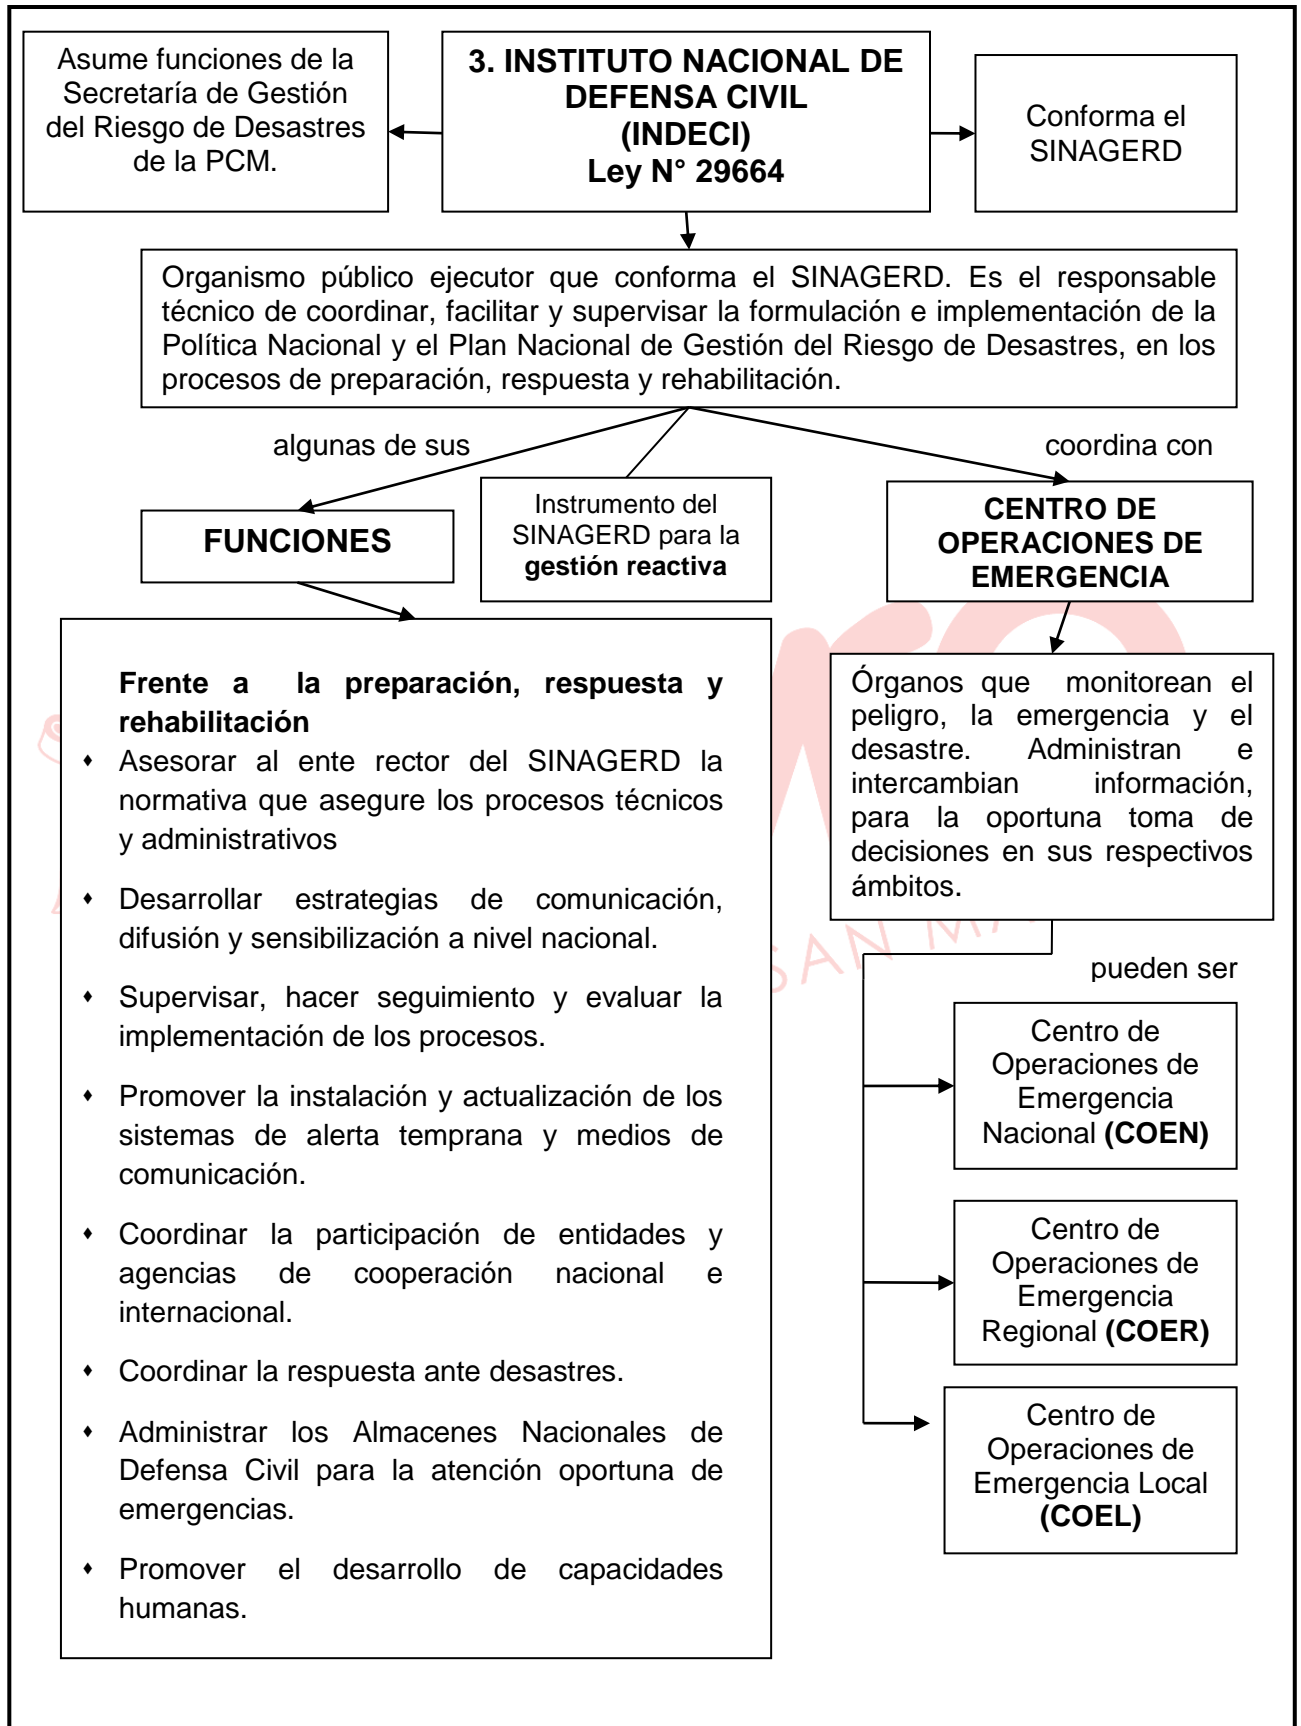 Asume funciones de la
Secretaría de Gestión
del Riesgo de Desastres
de la PCM.
3. INSTITUTO NACIONAL DE
DEFENSA CIVIL
(INDECI)
Ley N° 29664
Conforma el
SINAGERD
Organismo público ejecutor que conforma el SINAGERD. Es el responsable
técnico de coordinar, facilitar y supervisar la formulación e implementación de la
Política Nacional y el Plan Nacional de Gestión del Riesgo de Desastres, en los
procesos de preparación, respuesta y rehabilitación.
algunas de sus
coordina con
FUNCIONES
Instrumento del
SINAGERD para la
gestión reactiva
CENTRO DE
OPERACIONES DE
EMERGENCIA
Frente a la preparación, respuesta y
rehabilitación
⬧ Asesorar al ente rector del SINAGERD la
normativa que asegure los procesos técnicos
y administrativos
⬧ Desarrollar estrategias de comunicación,
difusión y sensibilización a nivel nacional.
⬧ Supervisar, hacer seguimiento y evaluar la
implementación de los procesos.
⬧ Promover la instalación y actualización de los
sistemas de alerta temprana y medios de
comunicación.
⬧ Coordinar la participación de entidades y
agencias de cooperación nacional e
internacional.
⬧ Coordinar la respuesta ante desastres.
⬧ Administrar los Almacenes Nacionales de
Defensa Civil para la atención oportuna de
emergencias.
⬧ Promover el desarrollo de capacidades
humanas.
Órganos que monitorean el
peligro, la emergencia y el
desastre. Administran e
intercambian información,
para la oportuna toma de
decisiones en sus respectivos
ámbitos.
SAN
pueden ser
Centro de
Operaciones de
Emergencia
Nacional (COEN)
Centro de
Operaciones de
Emergencia
Regional (COER)
Centro de
Operaciones de
Emergencia Local
(COEL)